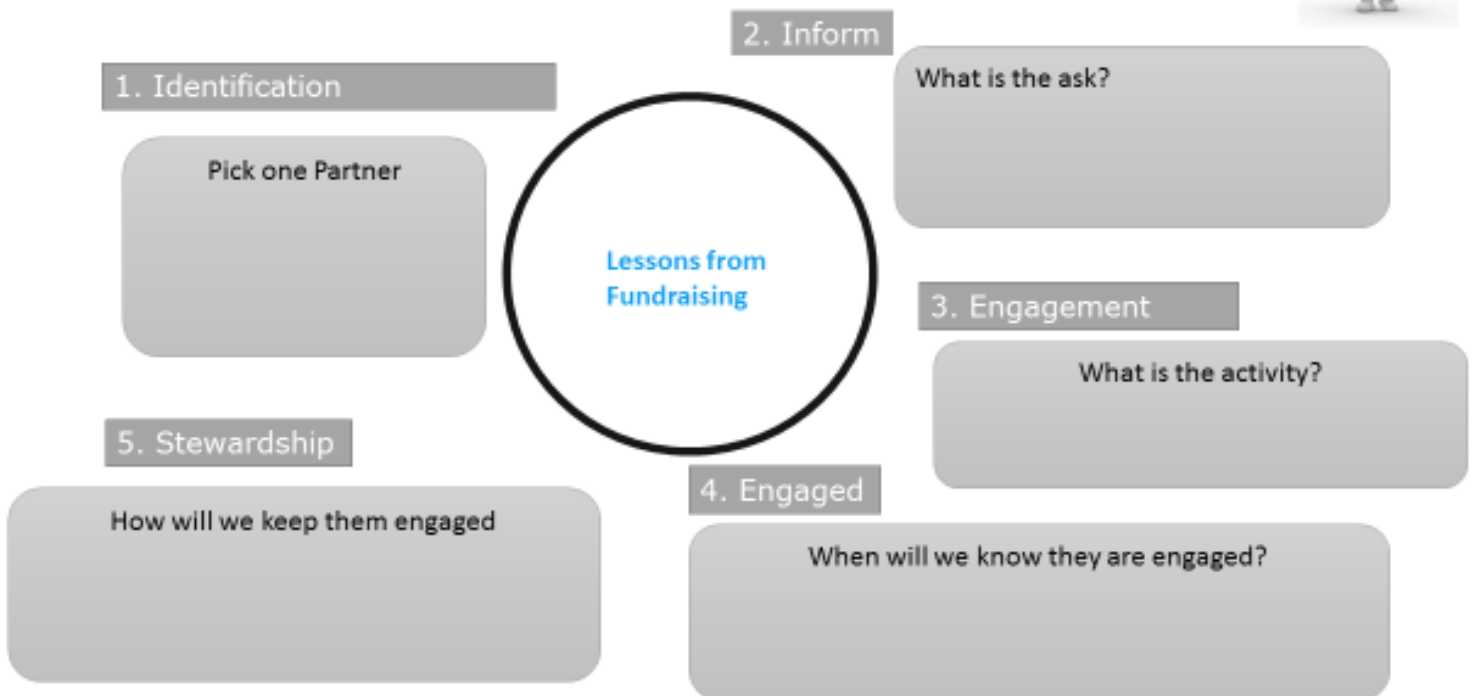 1. Identification
Pick one Partner
2. Inform
What is the ask?
Lessons from
Fundraising
3. Engagement
What is the activity?
4. Engaged
When will we know they are engaged?
5. Stewardship
How will we keep them engaged